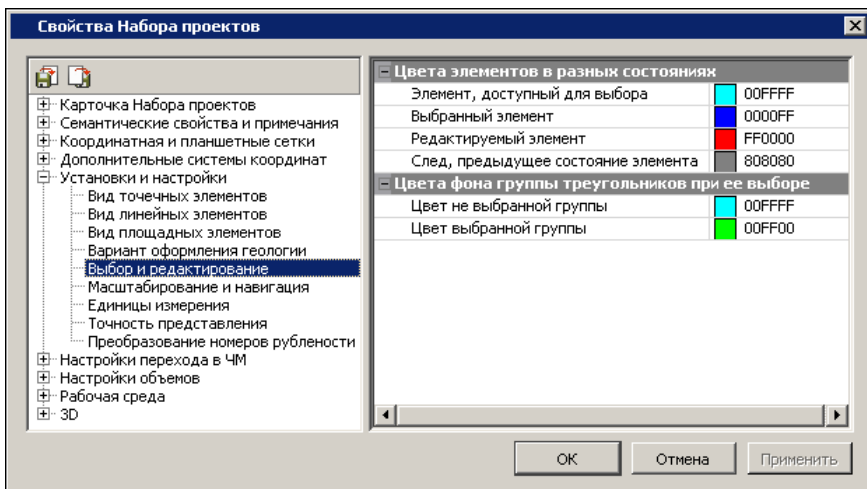 Свойства Набора проектов
Карточка Набора проектов
Семантические свойства и примечания
Координатная и планшетные сетки
Дополнительные системы координат
Установки и настройки
Вид точечных элементов
Вид линейных элементов
Вид площадных элементов
Вариант оформления геологии
Выбор и редактирование
Масштабирование и навигация
Единицы измерения
Точность представления
Преобразование номеров рублености
Настройки перехода в ЧМ
Настройки объемов
Рабочая среда
3D
Цвета элементов в разных состояниях
Элемент, доступный для выбора 00FFFF
Выбранный элемент 0000FF
Редактируемый элемент FF0000
След, предыдущее состояние элемента 808080
Цвета фона группы треугольников при ее выборе
Цвет не выбранной группы 00FFFF
Цвет выбранной группы 00FF00
ОК
Отмена
Применить